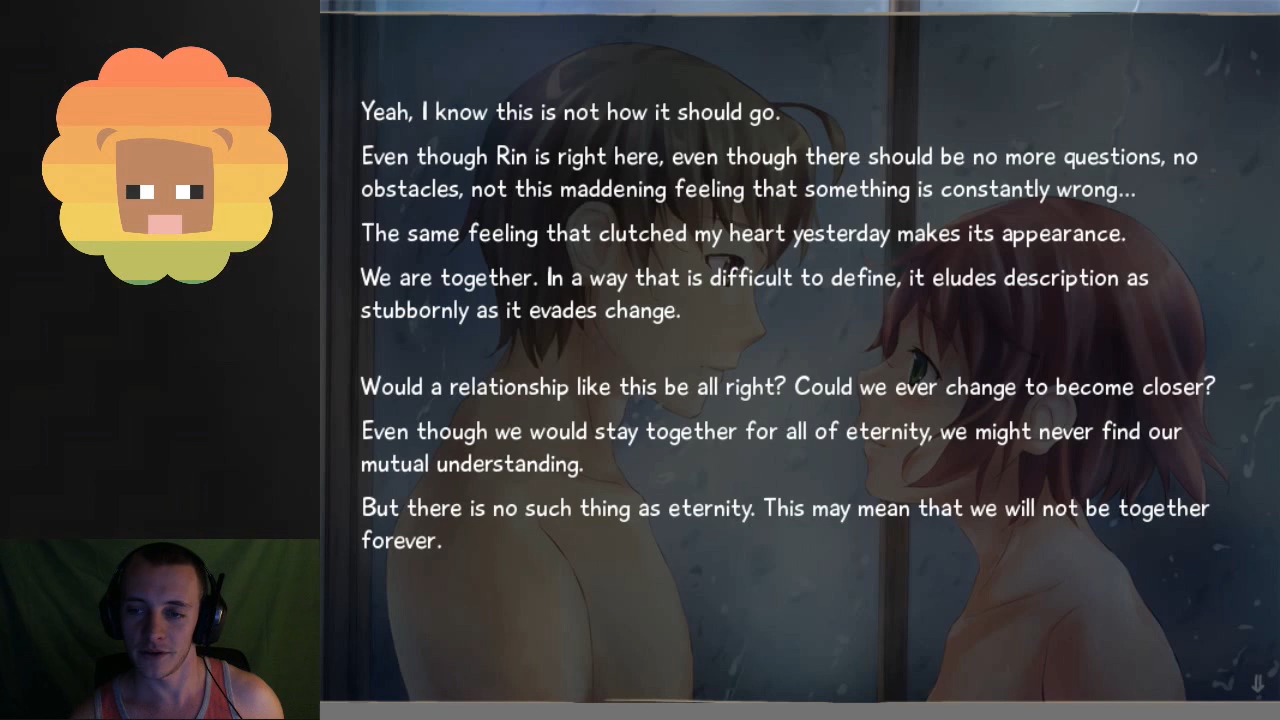 Yeah, I know this is not how it should go.
Even though Rin is right here, even though there should be no more questions, no
obstacles, not this maddening feeling that something is constantly wrong...
The same feeling that clutched my heart yesterday makes its appearance.
We are together. In a way that is difficult to define, it eludes description as
stubbornly as it evades change.
Would a relationship like this be all right? Could we ever change to become closer?
Even though we would stay together for all of eternity, we might never find our
mutual understanding.
But there is no such thing as eternity. This may mean that we will not be together
forever.